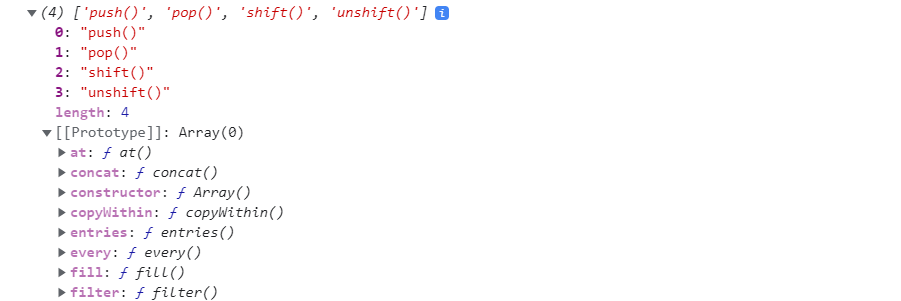 (4) ['push()', 'pop()', 'shift()', 'unshift()'] i
0: "push()"
1: "pop()"
2: "shift()"
3: "unshift()"
length: 4
[[Prototype]]: Array(0)
at: ƒ at()
concat: ƒ concat()
constructor: ƒ Array()
copyWithin: ƒ copyWithin()
entries: ƒ entries()
every: ƒ every()
fill: ƒ fill()
filter: ƒ filter()